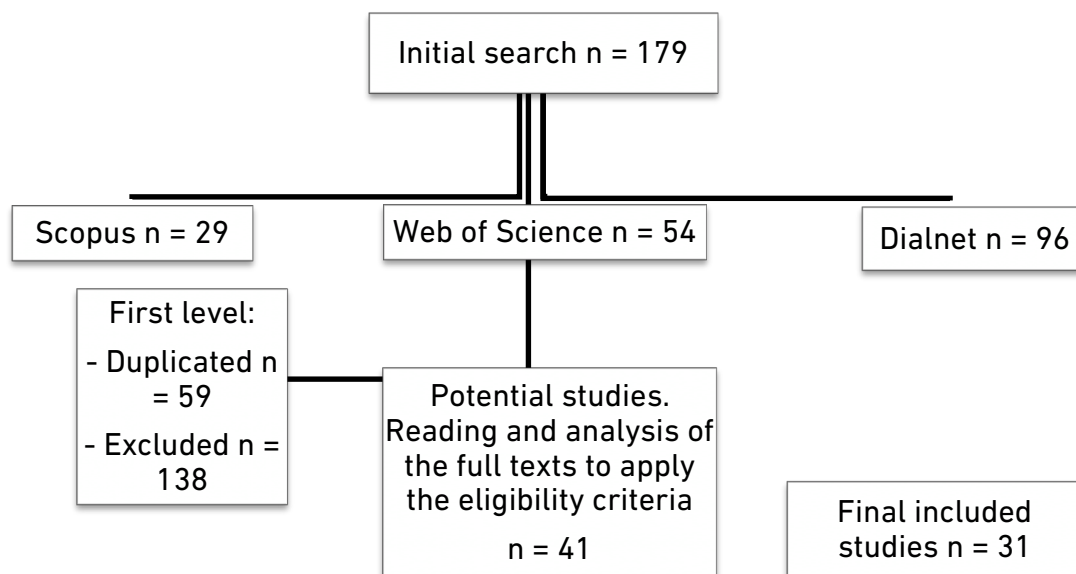 Initial search n = 179
Scopus n = 29
Web of Science n = 54
Dialnet n = 96
First level:
- Duplicated n
= 59
- Excluded n =
138
Potential studies.
Reading and analysis of
the full texts to apply
the eligibility criteria
n = 41
Final included
studies n = 31